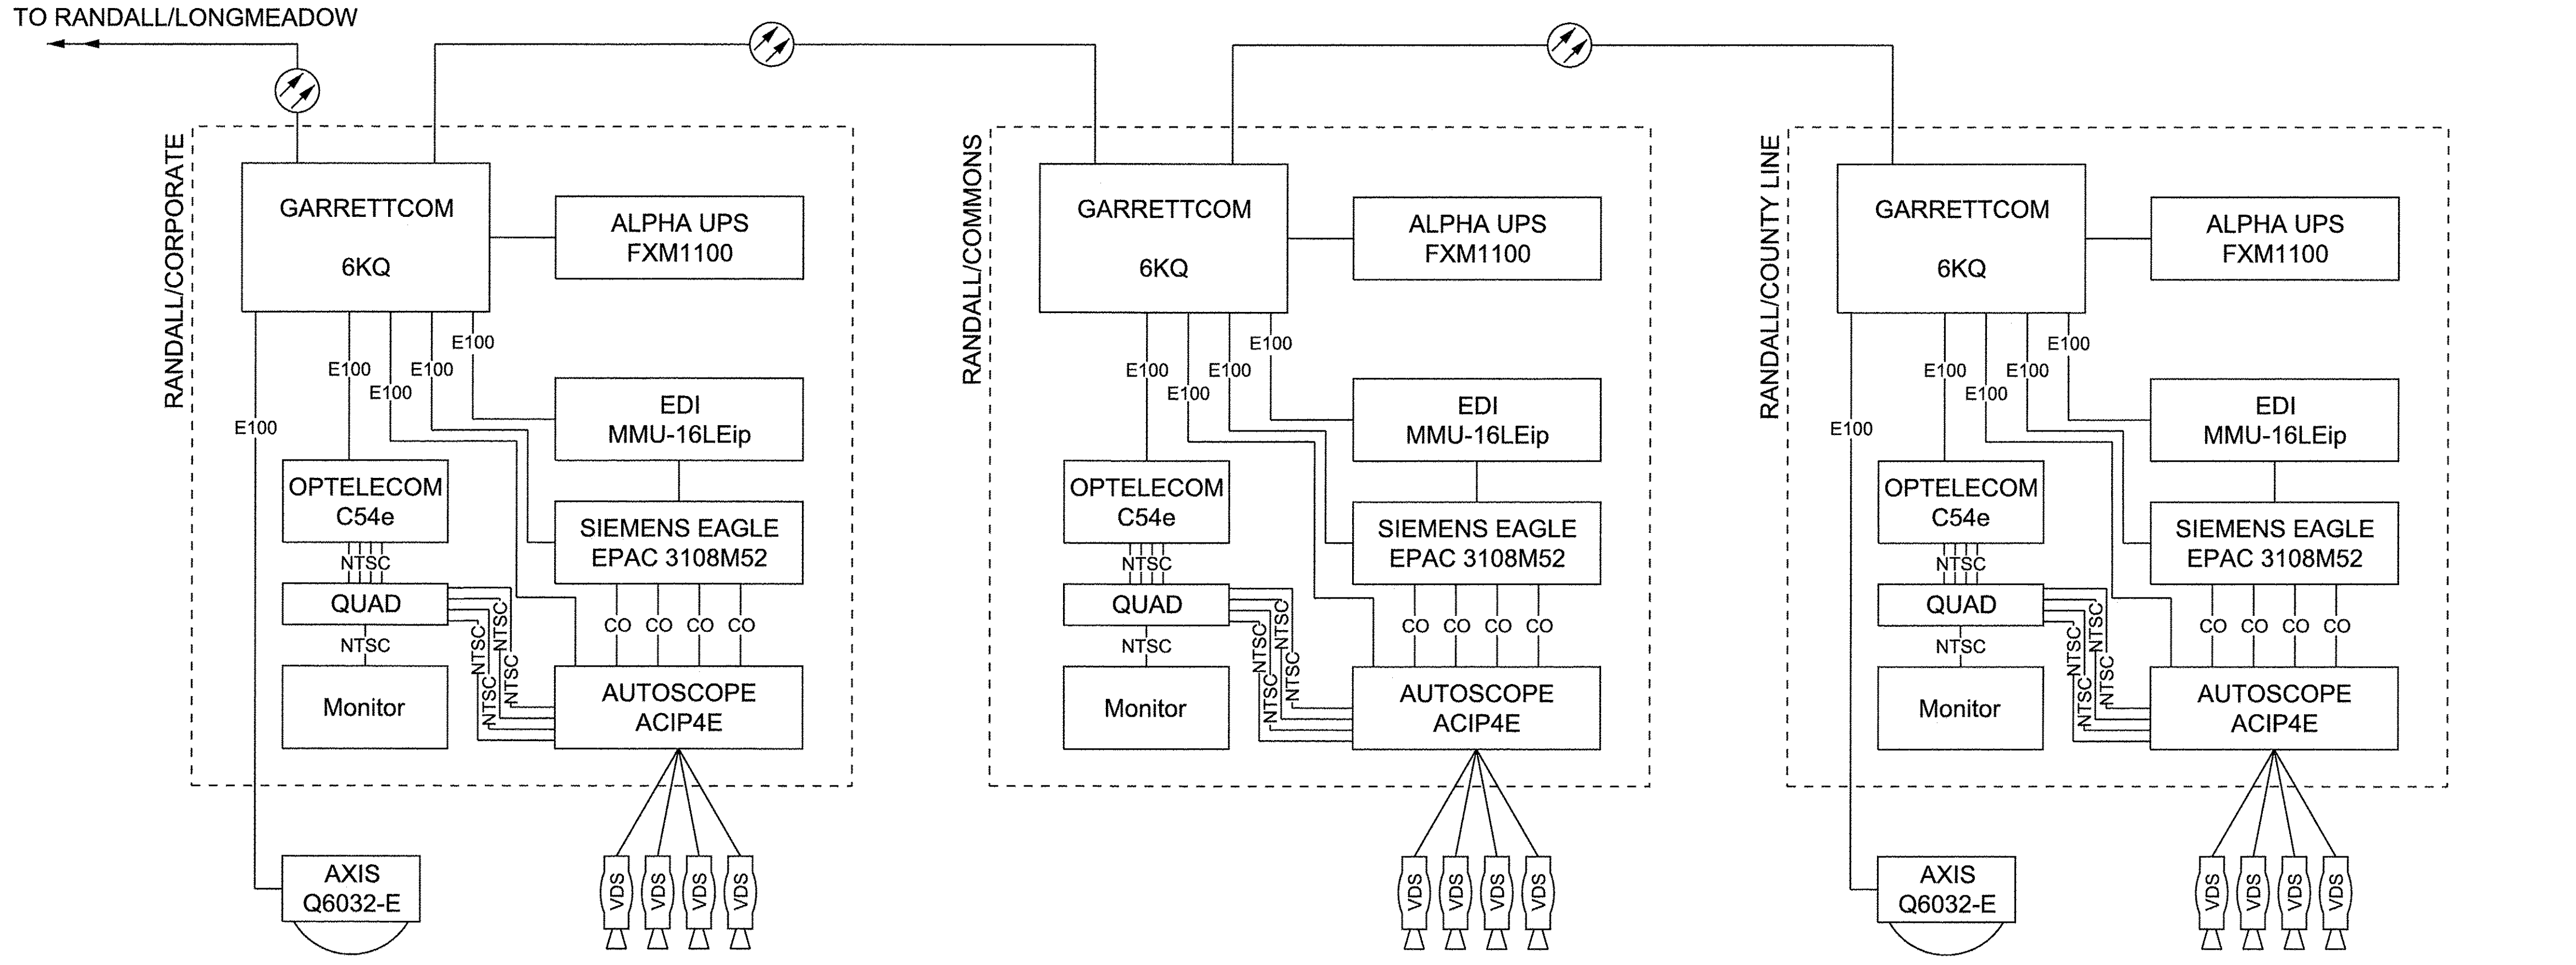 TO RANDALL/LONGMEADOW
RANDALL/CORPORATE
GARRETTCOM
6KQ
ALPHA UPS
FXM1100
E100
E100
E100
E100
E100
EDI
MMU-16LEip
OPTELECOM
C54e
SIEMENS EAGLE
EPAC 3108M52
NTSC
QUAD
NTSC
NTSC
NTSC
NTSC
NTSC
CO
CO
CO
CO
Monitor
AUTOSCOPE
ACIP4E
AXIS
Q6032-E
VDS
VDS
VDS
VDS
RANDALL/COMMONS
GARRETTCOM
6KQ
ALPHA UPS
FXM1100
E100
E100
E100
E100
EDI
MMU-16LEip
OPTELECOM
C54e
SIEMENS EAGLE
EPAC 3108M52
NTSC
QUAD
NTSC
NTSC
NTSC
NTSC
NTSC
CO
CO
CO
CO
Monitor
AUTOSCOPE
ACIP4E
VDS
VDS
VDS
VDS
RANDALL/COUNTY LINE
GARRETTCOM
6KQ
ALPHA UPS
FXM1100
E100
E100
E100
E100
E100
EDI
MMU-16LEip
OPTELECOM
C54e
SIEMENS EAGLE
EPAC 3108M52
NTSC
QUAD
NTSC
NTSC
NTSC
NTSC
NTSC
CO
CO
CO
CO
Monitor
AUTOSCOPE
ACIP4E
AXIS
Q6032-E
VDS
VDS
VDS
VDS